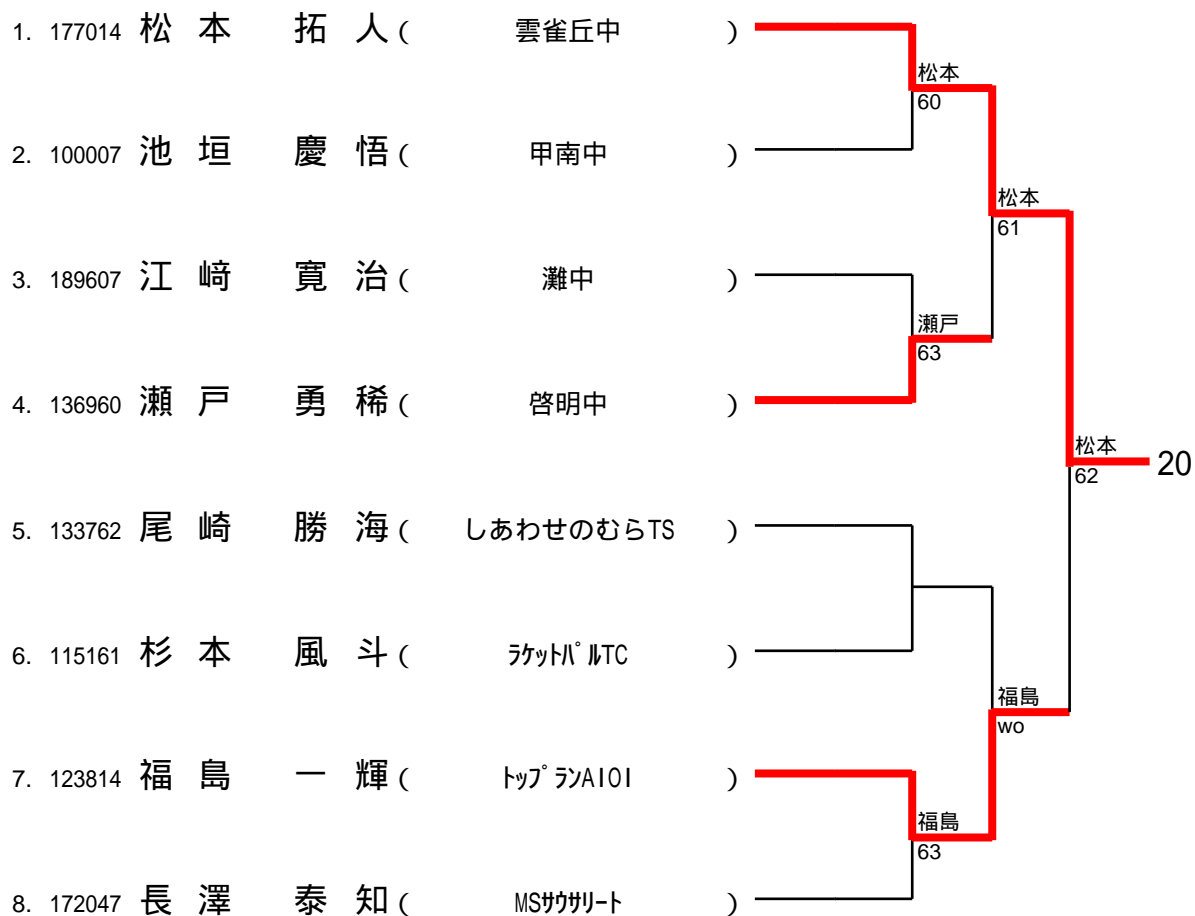 1. 177014 松 本 拓 人 ( 雲雀丘中 )
松本
60
2. 100007 池 垣 慶 悟 ( 甲南中 )
松本
61
3. 189607 江 﨑 寛 治 ( 灘中 )
瀬戸
63
4. 136960 瀬 戸 勇 稀 ( 啓明中 )
松本
62
20
5. 133762 尾 崎 勝 海 ( しあわせのむらTS )
6. 115161 杉 本 風 斗 ( ラケットパルTC )
福島
wo
7. 123814 福 島 一 輝 ( トップランAIOI )
福島
63
8. 172047 長 澤 泰 知 ( MSサウサリート )